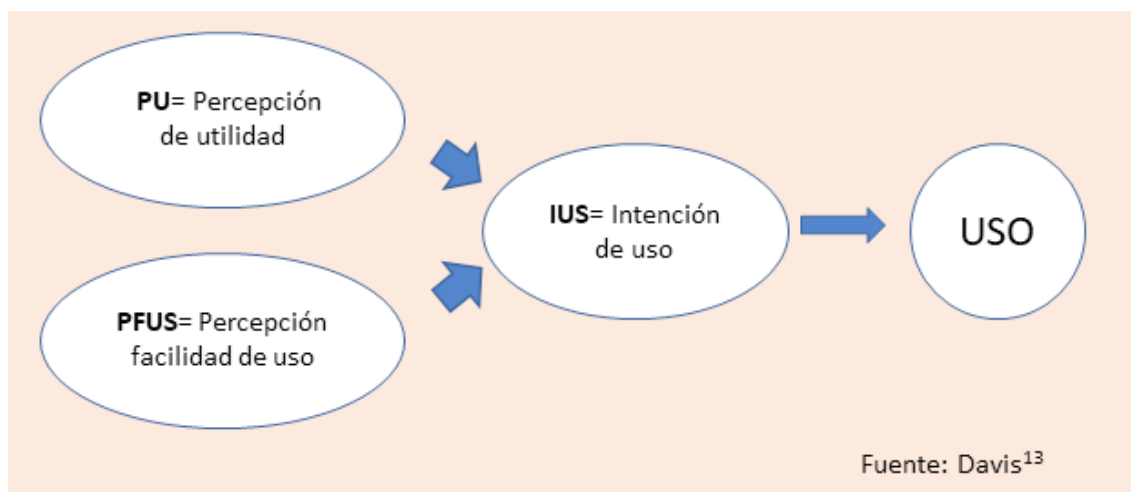 PU= Percepción
de utilidad
PFUS= Percepción
facilidad de uso
IUS= Intención
de uso
USO
Fuente: Davis13